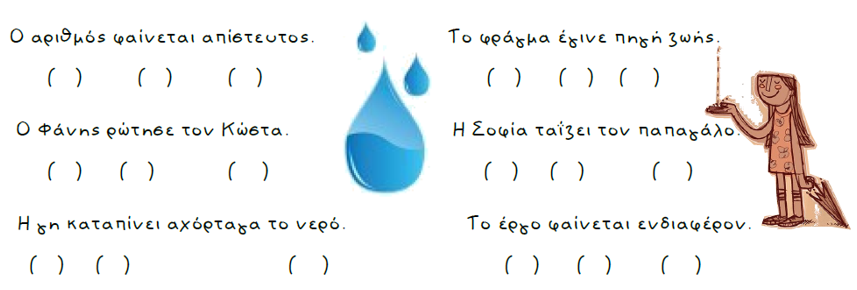 Ο αριθμός φαίνεται απίστευτος.
( ) ( ) ( )
Ο Φάνης ρώτησε τον Κώστα.
( ) ( ) ( )
Η γη καταπίνει αχόρταγα το νερό.
( ) ( ) ( )
Το φράγμα έγινε πηγή ζωής.
( ) ( ) ( )
Η Σοφία ταΐζει τον παπαγάλο.
( ) ( ) ( )
Το έργο φαίνεται ενδιαφέρον.
( ) ( ) ( )